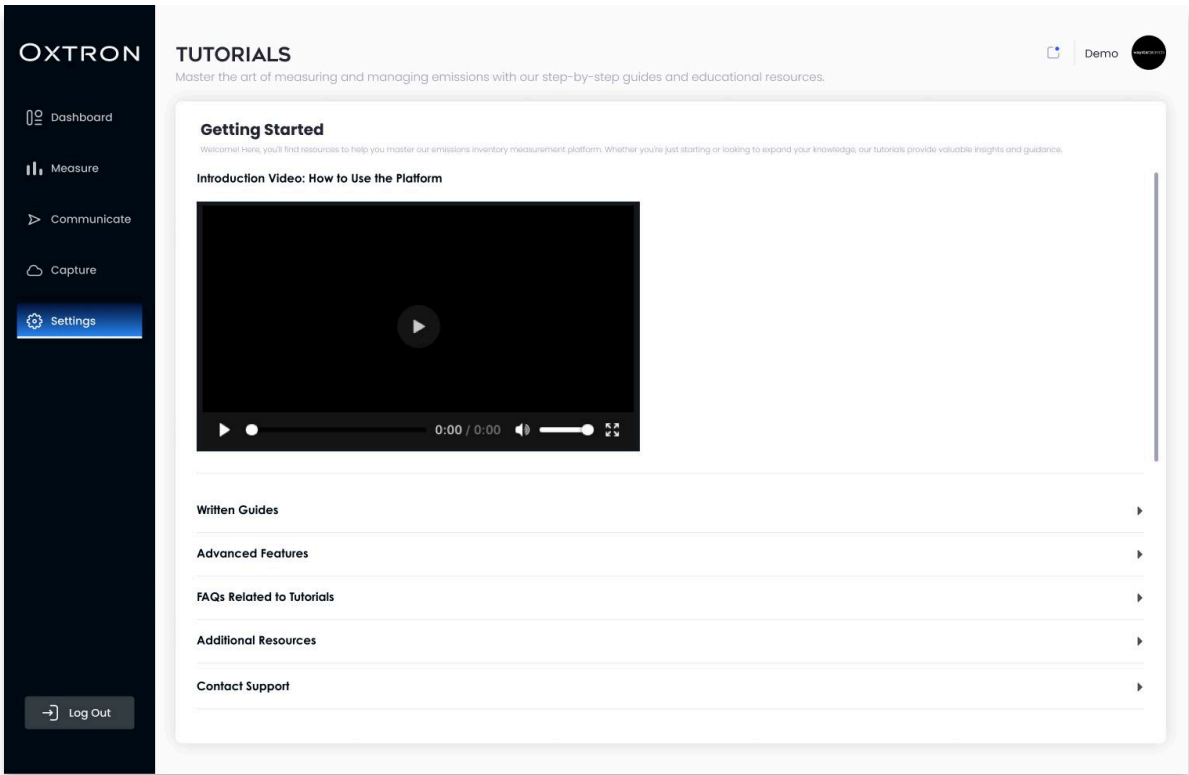 OXTRON
Dashboard
Measure
Communicate
Capture
Settings
Log Out
TUTORIALS
Master the art of measuring and managing emissions with our step-by-step guides and educational resources.
Demo
Getting Started
Welcome! Here, you'll find resources to help you master our emissions inventory measurement platform. Whether you're just starting or looking to expand your knowledge, our tutorials provide valuable insights and guidance.
Introduction Video: How to Use the Platform
0:00 / 0:00
Written Guides
Advanced Features
FAQs Related to Tutorials
Additional Resources
Contact Support